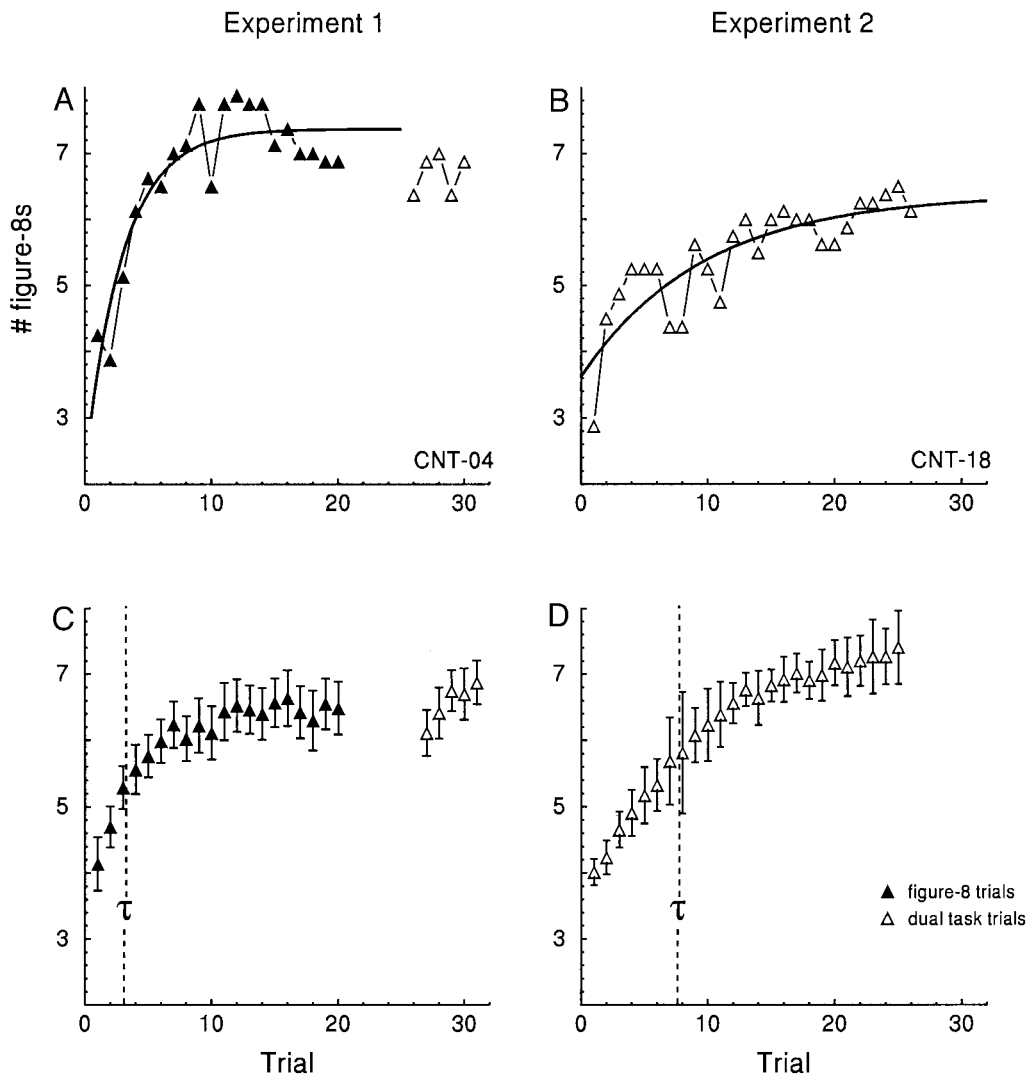 Experiment 1
Experiment 2
A
B
# figure-8s
7
5
3
CNT-04
0 10 20 30
7
5
3
CNT-18
0 10 20 30
C
D
7
5
3
τ
0 10 20 30
Trial
7
5
3
τ
▲ figure-8 trials
△ dual task trials
0 10 20 30
Trial